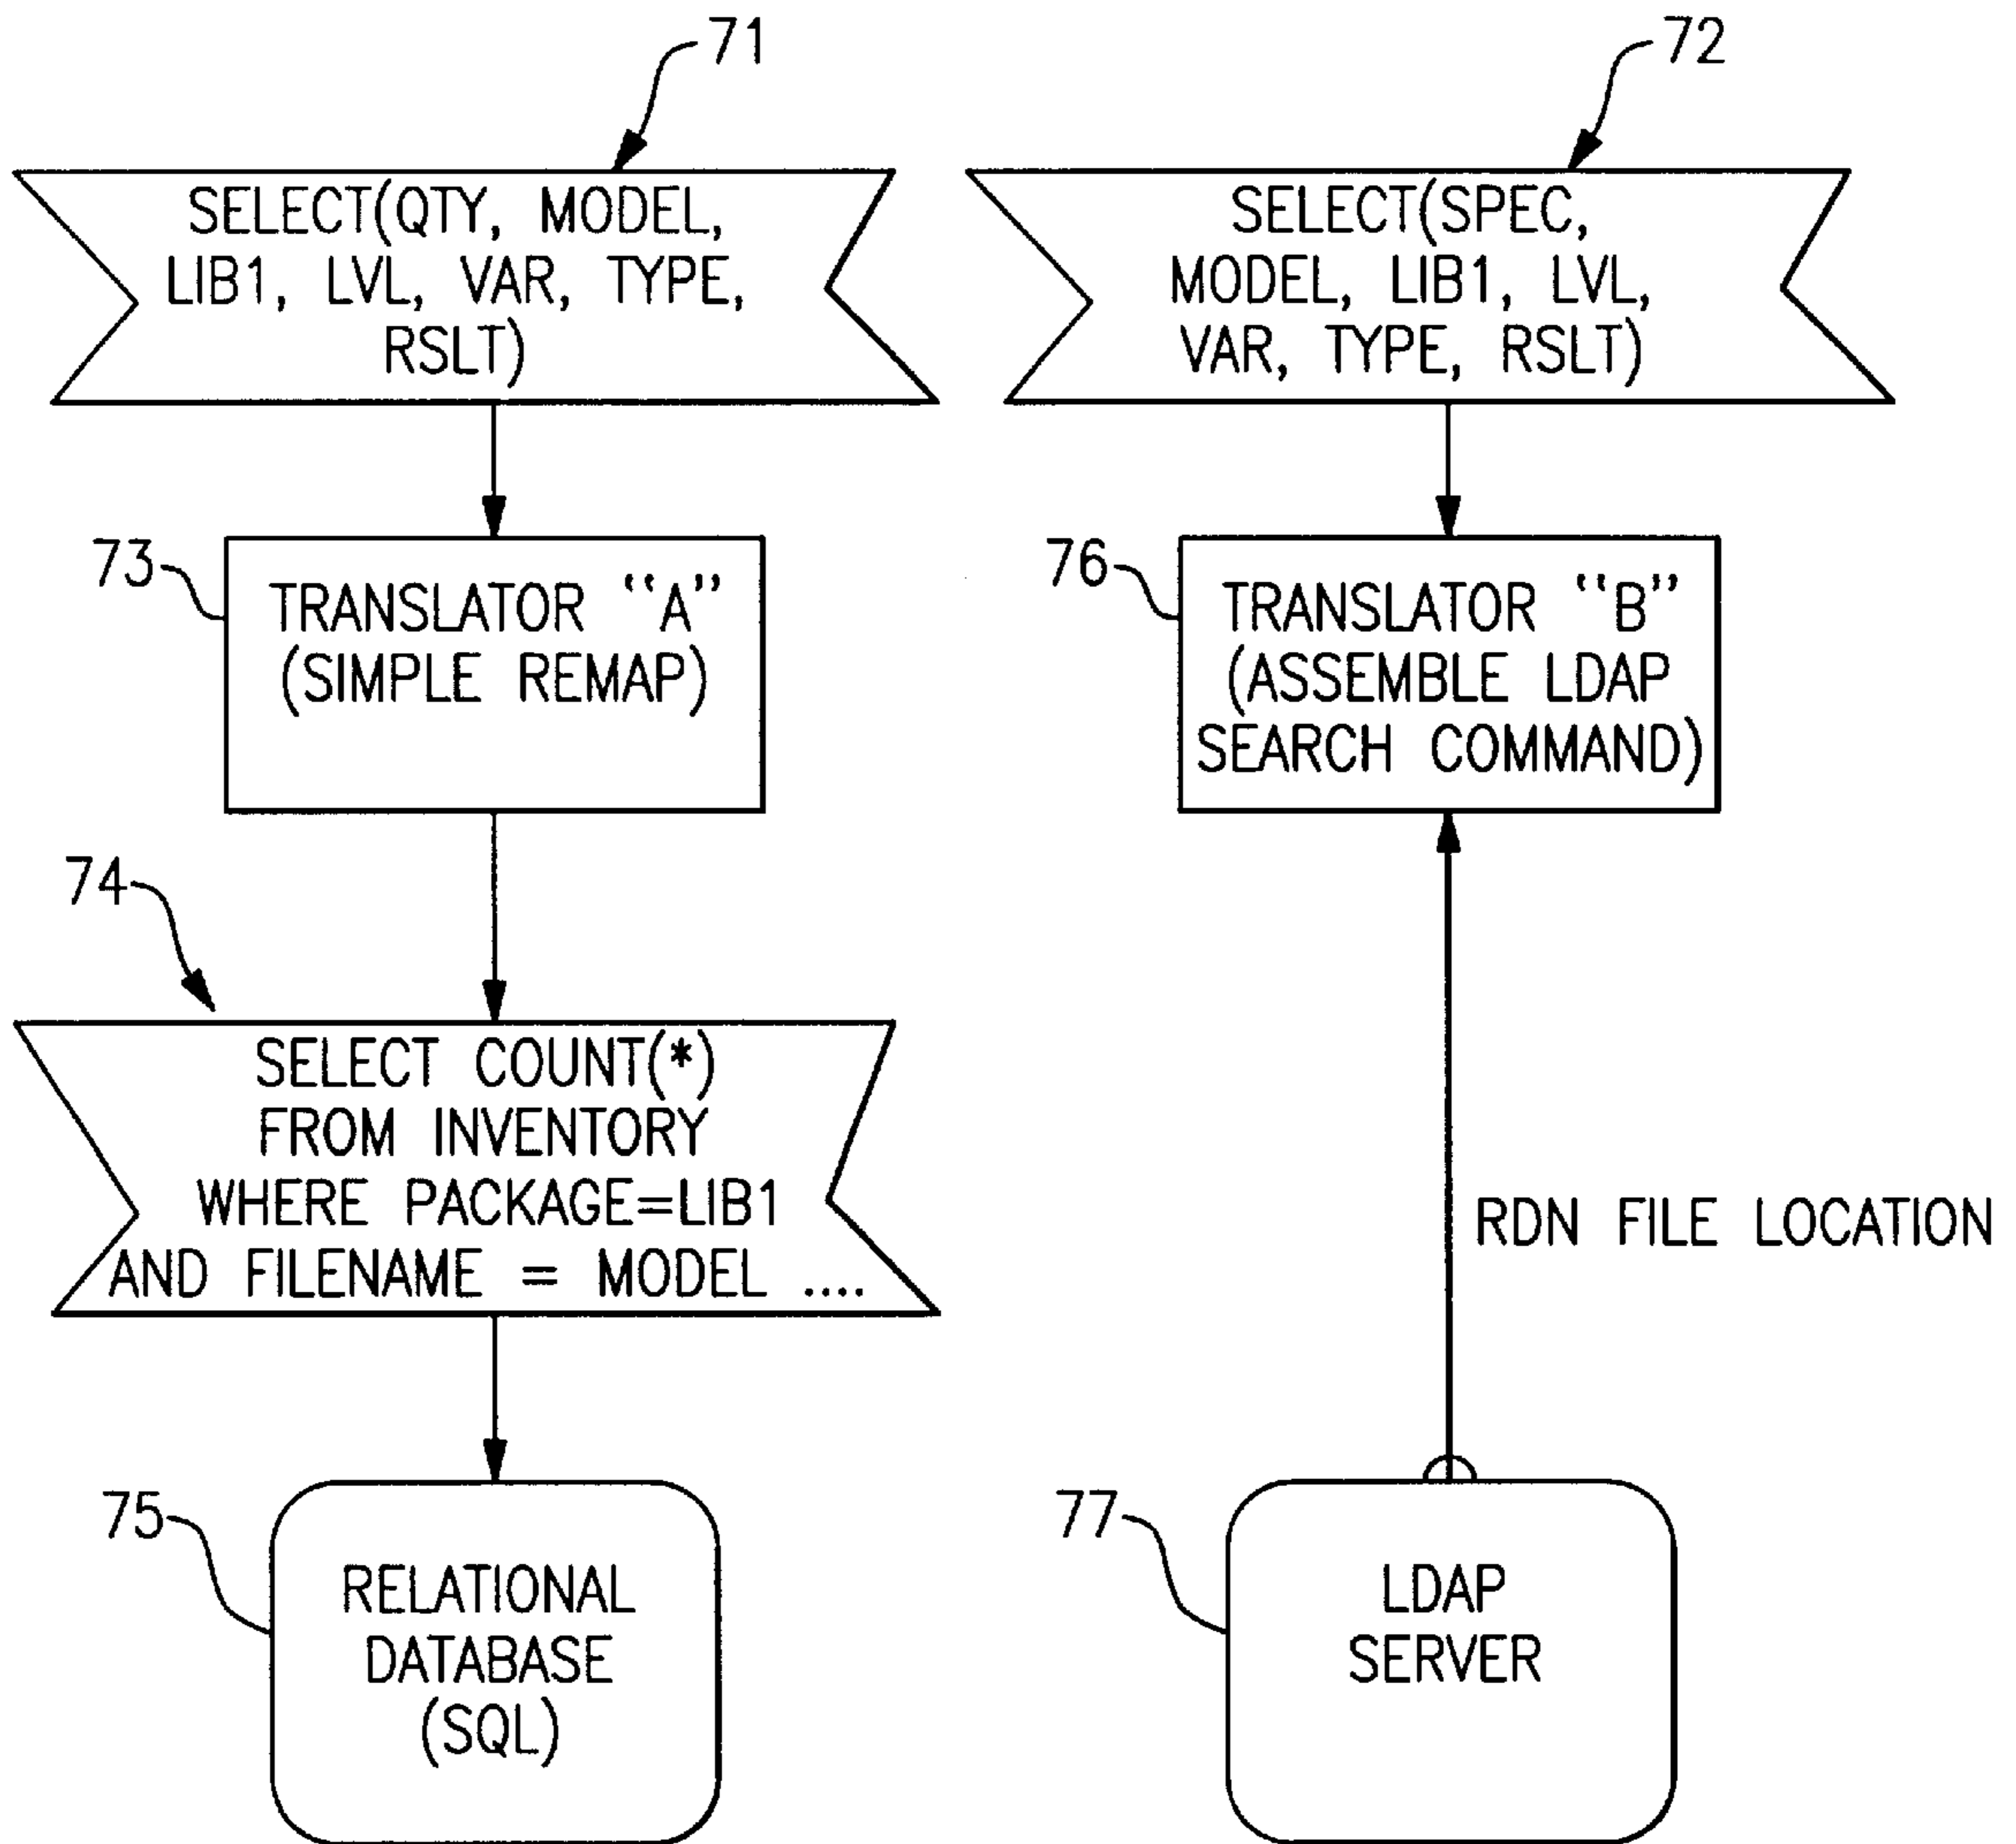 71
SELECT(QTY, MODEL,
LIB1, LVL, VAR, TYPE,
RSLT)
73
TRANSLATOR "A"
(SIMPLE REMAP)
74
SELECT COUNT(*)
FROM INVENTORY
WHERE PACKAGE=LIB1
AND FILENAME = MODEL ....
75
RELATIONAL
DATABASE
(SQL)
72
SELECT(SPEC,
MODEL, LIB1, LVL,
VAR, TYPE, RSLT)
76
TRANSLATOR "B"
(ASSEMBLE LDAP
SEARCH COMMAND)
RDN FILE LOCATION
77
LDAP
SERVER